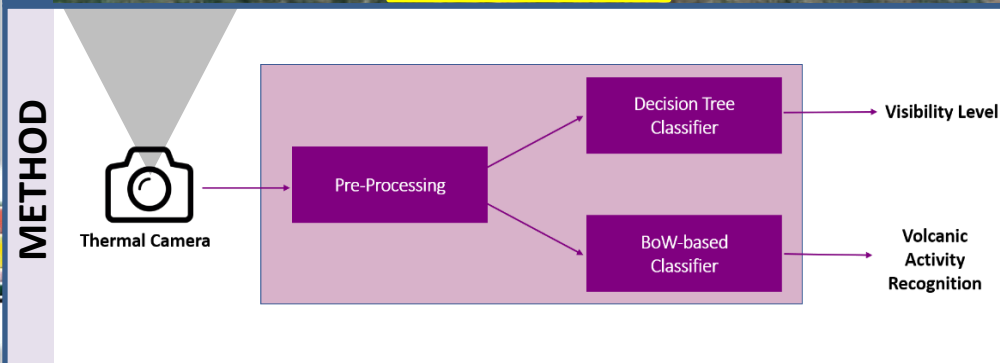 METHOD
Thermal Camera
Pre-Processing
Decision Tree
Classifier
BoW-based
Classifier
Visibility Level
Volcanic
Activity
Recognition